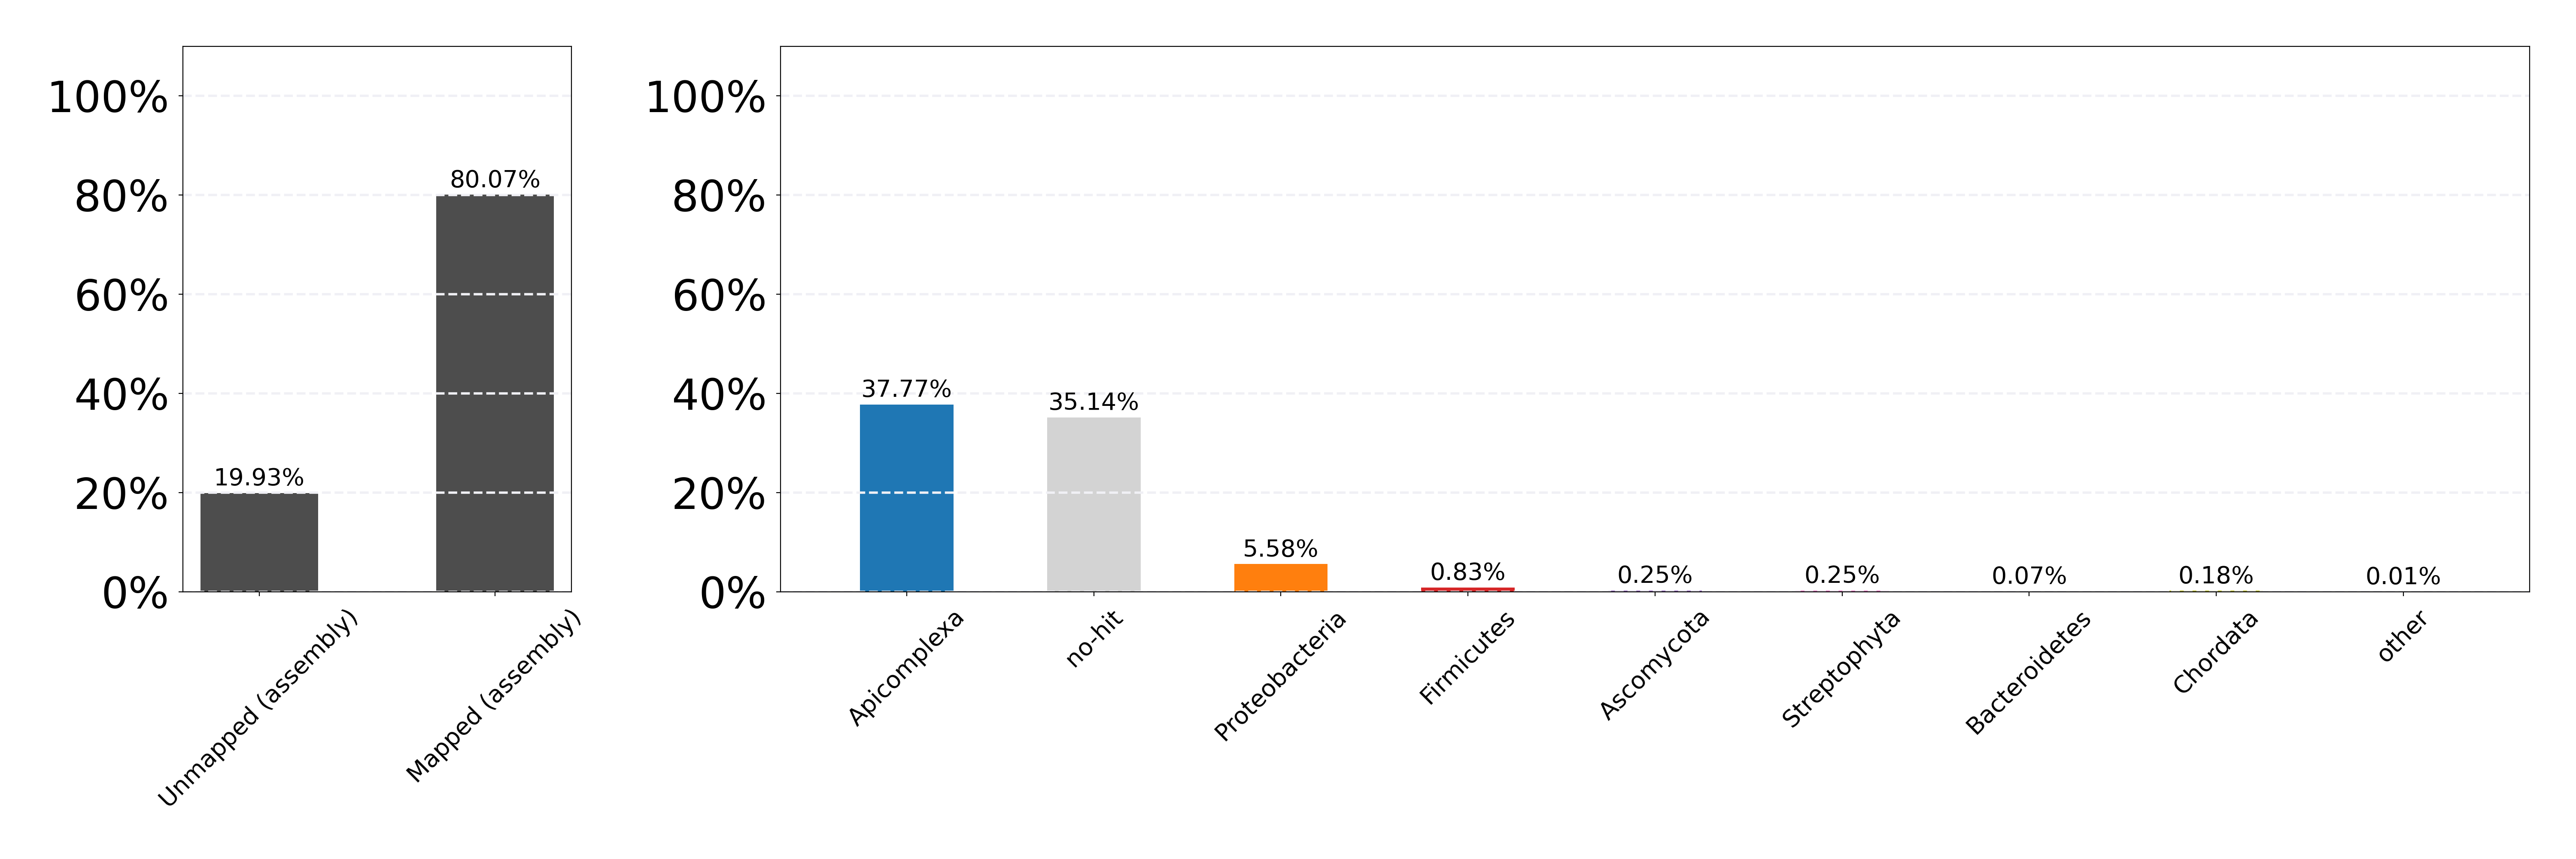 100%
80%
60%
40%
20%
0%
19.93%
80.07%
Unmapped (assembly)
Mapped (assembly)
100%
80%
60%
40%
20%
0%
37.77%
35.14%
5.58%
0.83%
0.25%
0.25%
0.07%
0.18%
0.01%
Apicomplexa
no-hit
Proteobacteria
Firmicutes
Ascomycota
Streptophyta
Bacteroidetes
Chordata
other